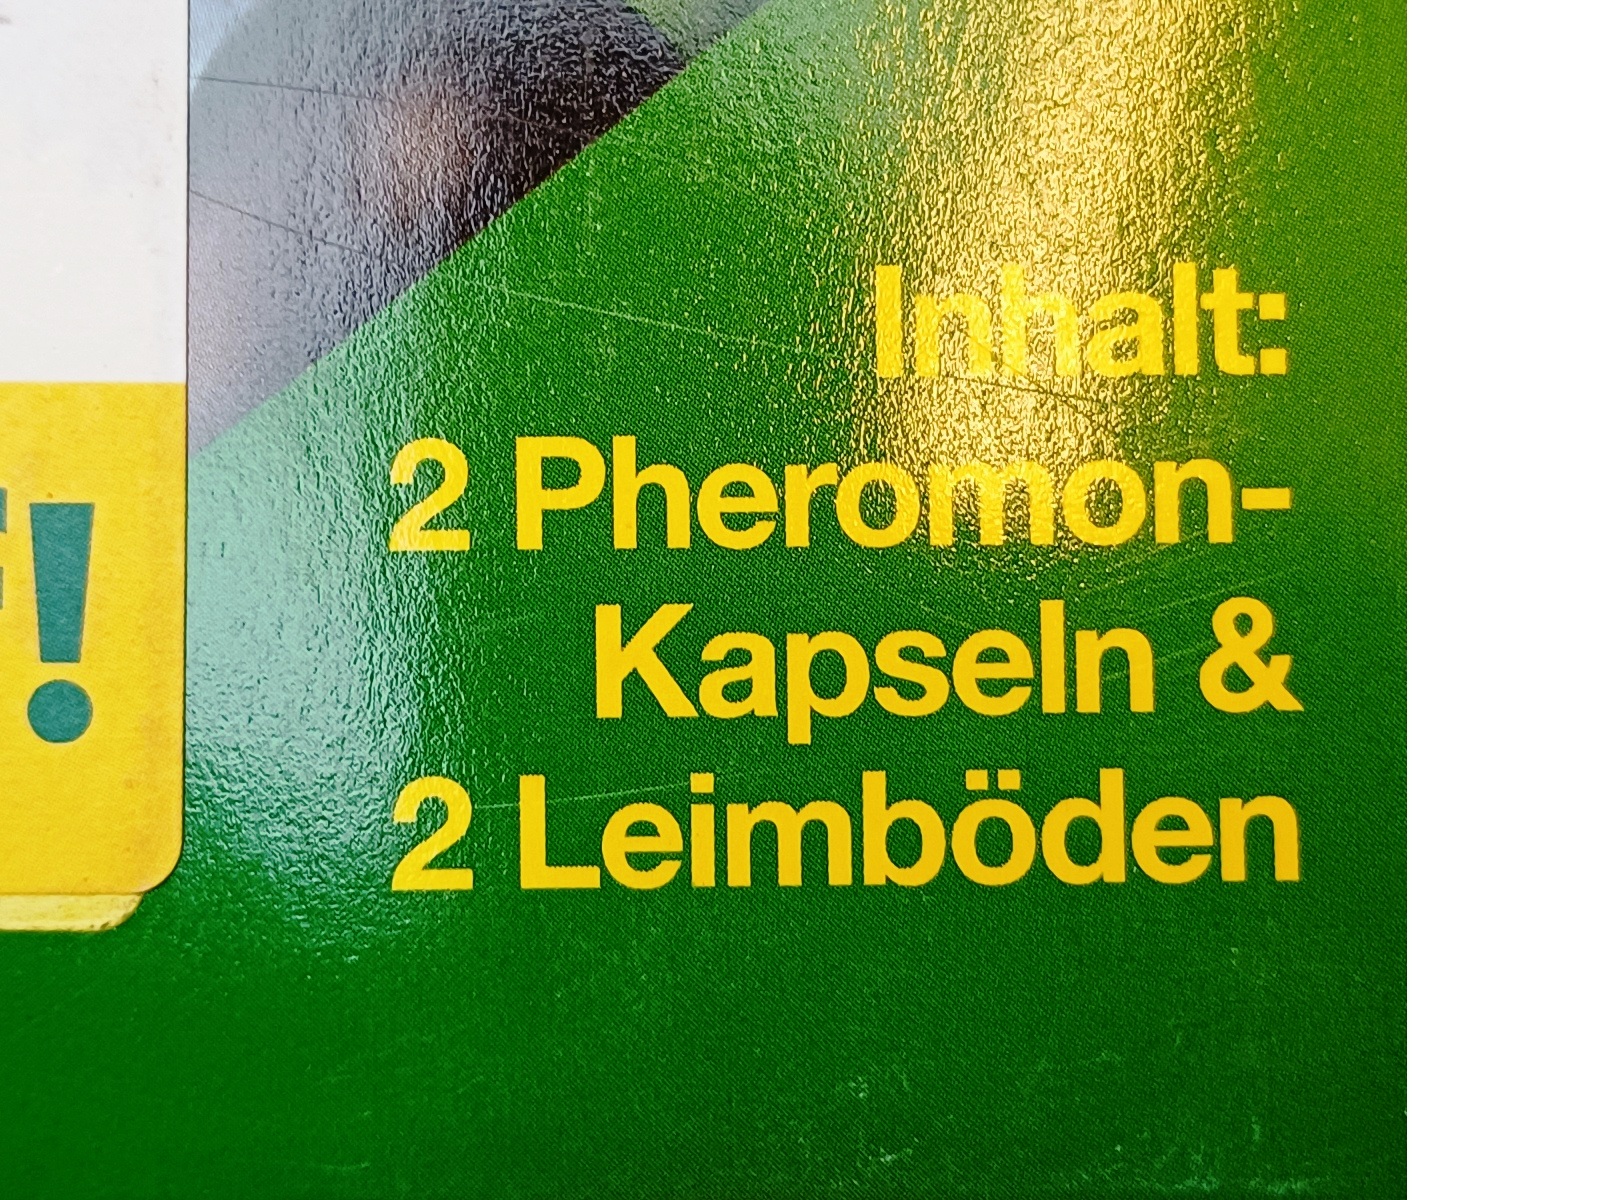 Inhalt:
2 Pheromon-
Kapseln &
2 Leimböden
!